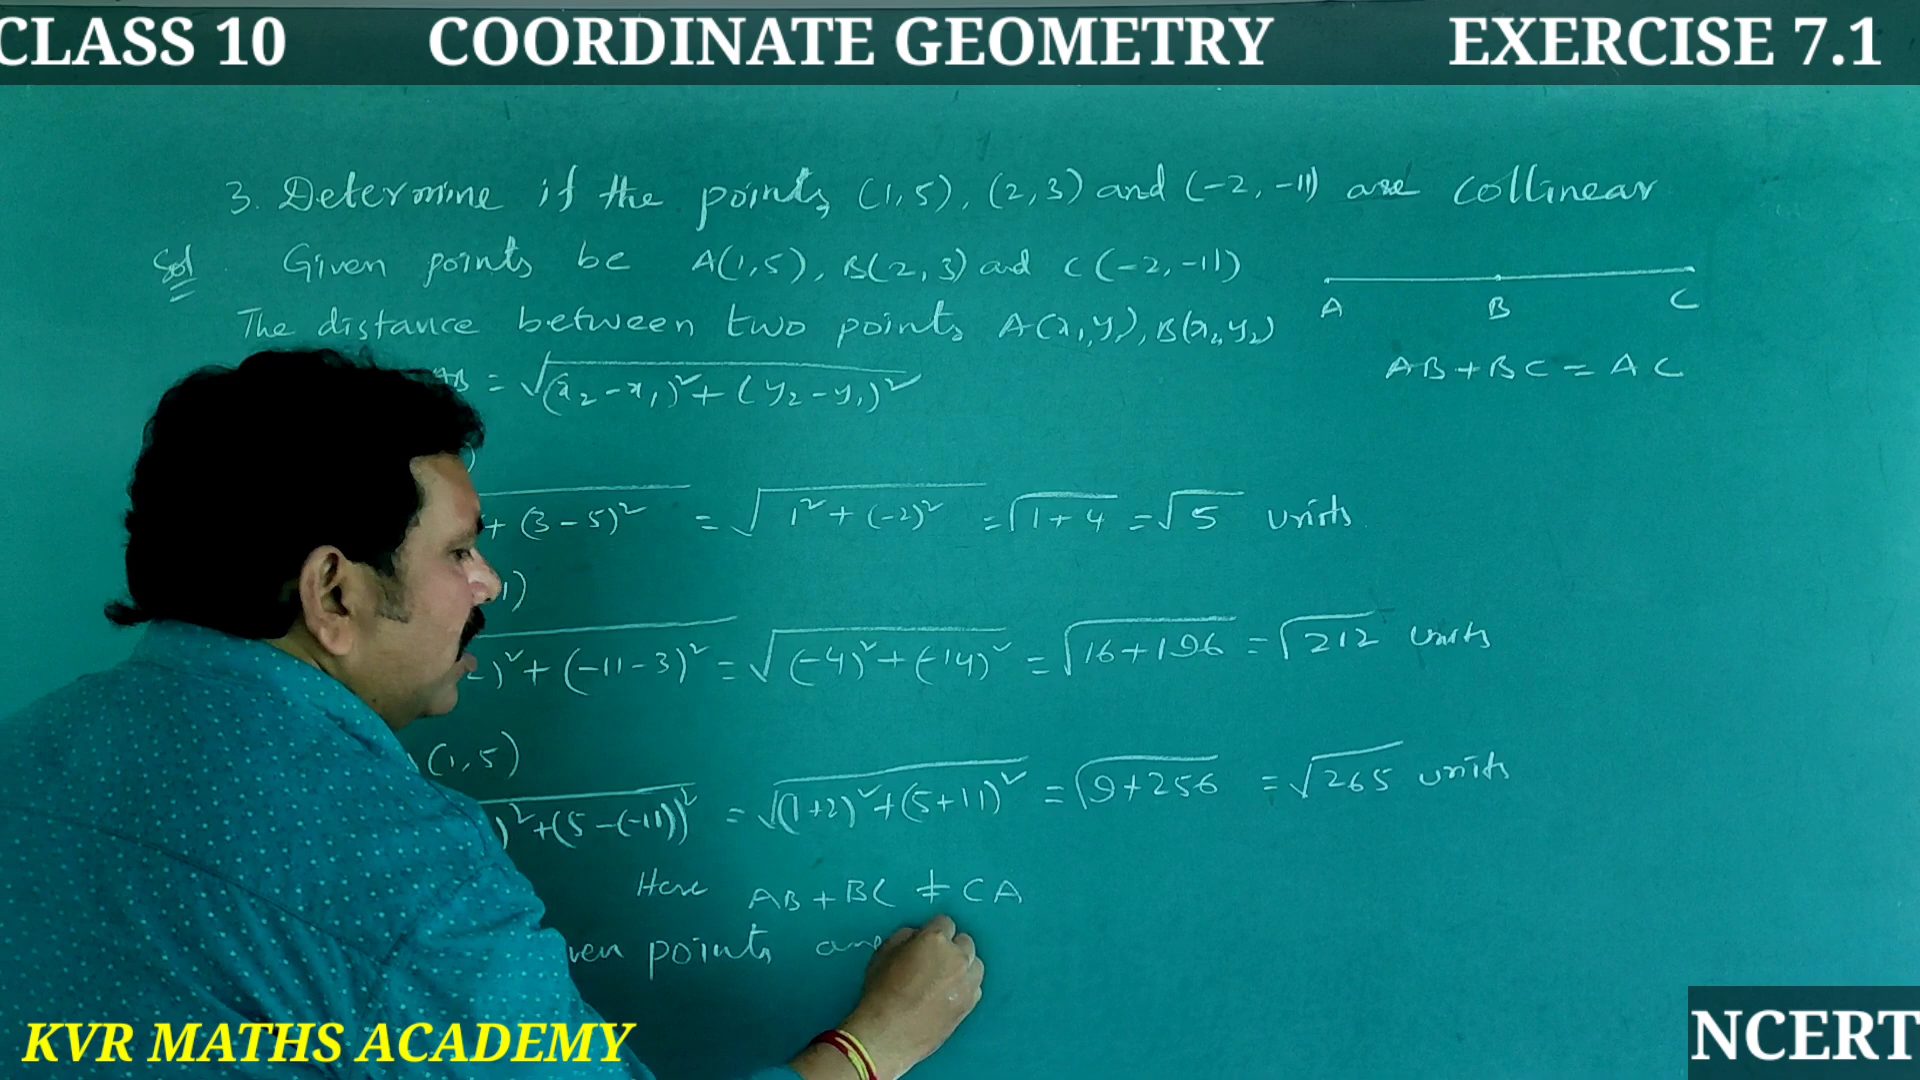 CLASS 10 COORDINATE GEOMETRY EXERCISE 7.1
3. Determine if the points (1,5), (2,3) and (-2,-11) are collinear
Sol Given points be A(1,5), B(2,3) and C(-2,-11)
The distance between two points A(x₁,y₁), B(x₂,y₂)
A B C
AB = √(x₂-x₁)²+(y₂-y₁)²
AB+BC=AC
)
+(3-5)² = √1²+(-2)² = √1+4 = √5 units
1)
2)²+(-11-3)² = √(-4)²+(-14)² = √16+196 = √212 units
(1,5)
)²+(5-(-11))² = √(1+2)²+(5+11)² = √9+256 = √265 units
Here AB+BC ≠ CA
ven points are
KVR MATHS ACADEMY
NCERT